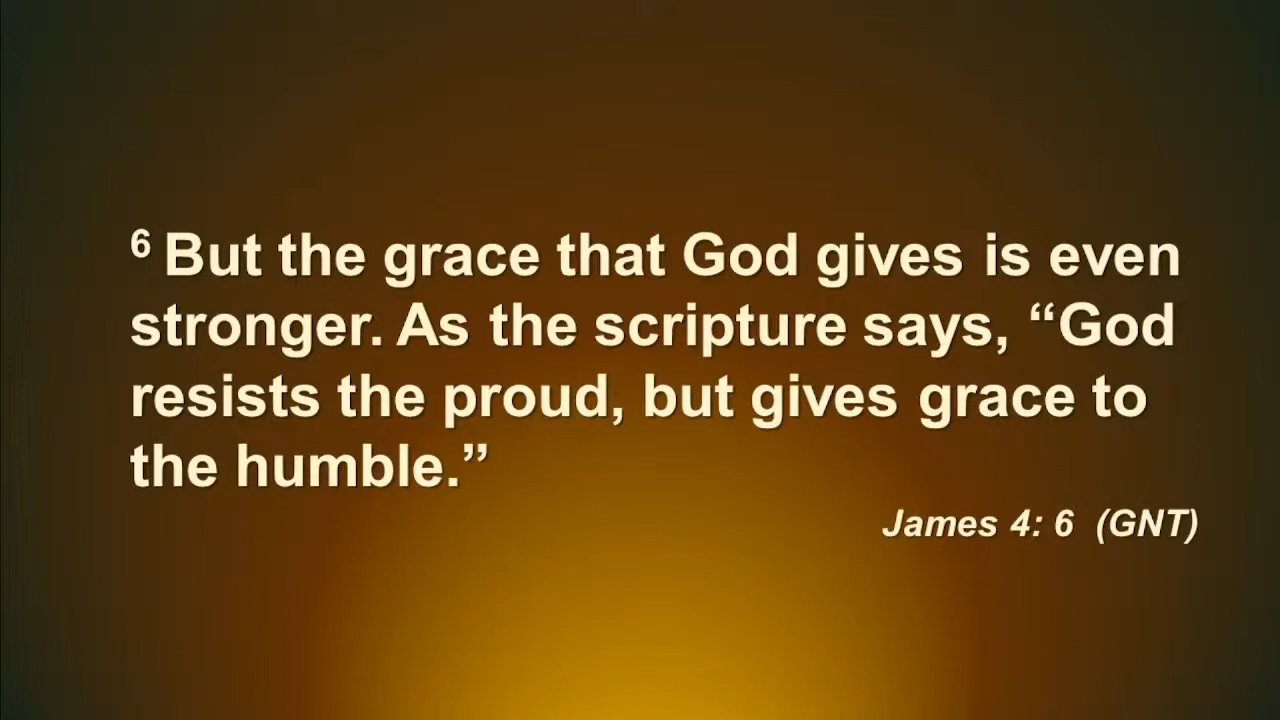 ⁶ But the grace that God gives is even
stronger. As the scripture says, “God
resists the proud, but gives grace to
the humble.”
James 4: 6 (GNT)